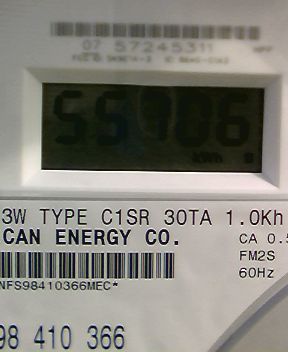 07 57245311
55906
kWh
3W TYPE C1SR 30TA 1.0Kh
CAN ENERGY CO.
CA 0.5
FM2S
60Hz
NFS98410366MEC*
98 410 366